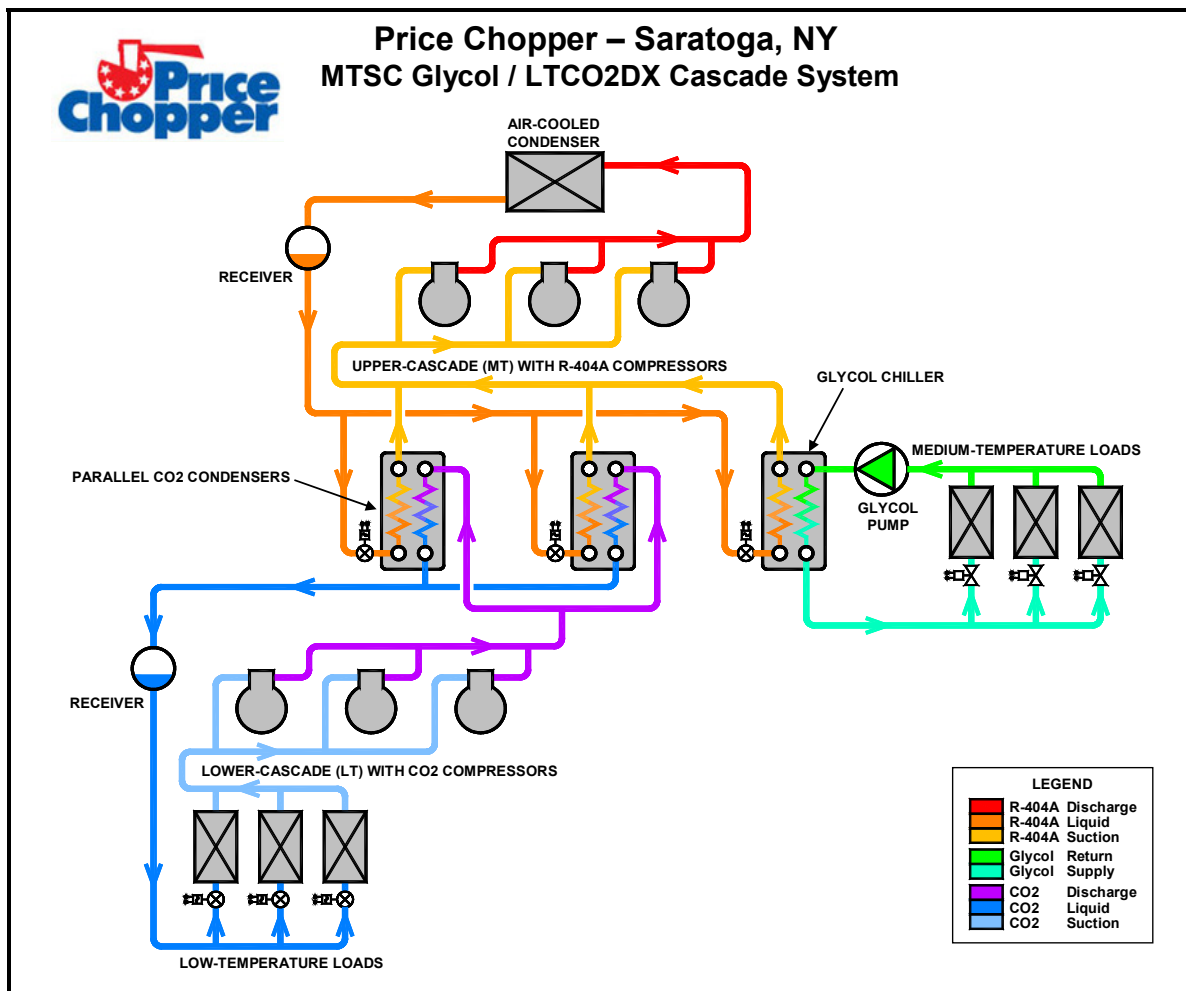 Price Chopper – Saratoga, NY
MTSC Glycol / LTCO2DX Cascade System
Price
Chopper
AIR-COOLED
CONDENSER
RECEIVER
UPPER-CASCADE (MT) WITH R-404A COMPRESSORS
GLYCOL CHILLER
PARALLEL CO2 CONDENSERS
MEDIUM-TEMPERATURE LOADS
GLYCOL
PUMP
RECEIVER
LOWER-CASCADE (LT) WITH CO2 COMPRESSORS
LOW-TEMPERATURE LOADS
LEGEND
R-404A Discharge
R-404A Liquid
R-404A Suction
Glycol Return
Glycol Supply
CO2 Discharge
CO2 Liquid
CO2 Suction